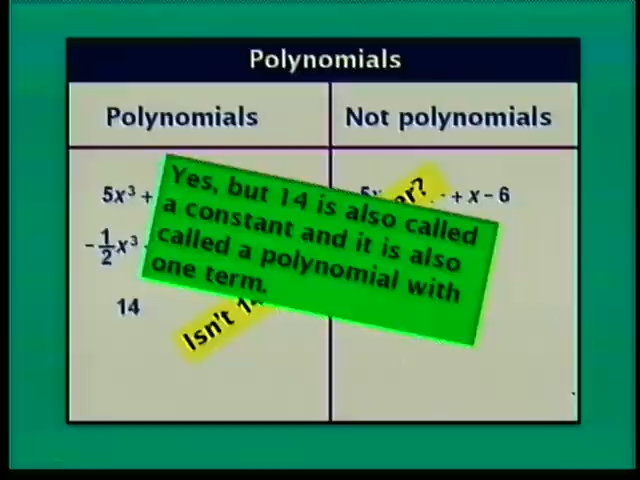 Polynomials
Polynomials
Not polynomials
5x³ +
+ x – 6
–1/2x³
14
Yes, but 14 is also called
a constant and it is also
called a polynomial with
one term.
Isn't